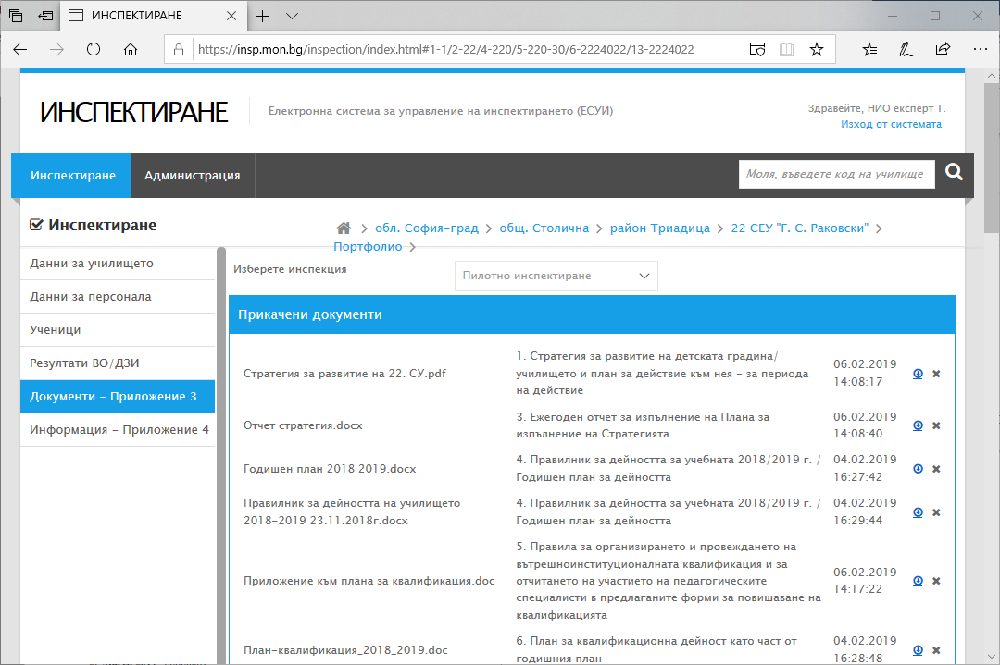 ИНСПЕКТИРАНЕ
https://insp.mon.bg/inspection/index.html#1-1/2-22/4-220/5-220-30/6-2224022/13-2224022
ИНСПЕКТИРАНЕ
Електронна система за управление на инспектирането (ЕСУИ)
Здравейте, НИО експерт 1.
Изход от системата
Инспектиране
Администрация
Моля, въведете код на училище
Инспектиране
обл. София-град > общ. Столична > район Триадица > 22 СЕУ "Г. С. Раковски" >
Портфолио >
Данни за училището
Данни за персонала
Ученици
Резултати ВО/ДЗИ
Документи – Приложение 3
Информация – Приложение 4
Изберете инспекция
Пилотно инспектиране
Прикачени документи
Стратегия за развитие на 22. СУ.pdf
1. Стратегия за развитие на детската градина/
училището и план за действие към нея – за периода
на действие
06.02.2019
14:08:17
Отчет стратегия.docx
3. Ежегоден отчет за изпълнение на Плана за
изпълнение на Стратегията
06.02.2019
14:08:40
Годишен план 2018 2019.docx
4. Правилник за дейността за учебната 2018/2019 г. /
Годишен план за дейността
04.02.2019
16:27:42
Правилник за дейността на училището
2018-2019 23.11.2018г.docx
4. Правилник за дейността за учебната 2018/2019 г. /
Годишен план за дейността
04.02.2019
16:29:44
Приложение към плана за квалификация.doc
5. Правила за организирането и провеждането на
вътрешноинституционалната квалификация и за
отчитането на участието на педагогическите
специалисти в предлаганите форми за повишаване на
квалификацията
06.02.2019
14:17:22
План-квалификация_2018_2019.doc
6. План за квалификационна дейност като част от
годишния план
04.02.2019
16:28:48